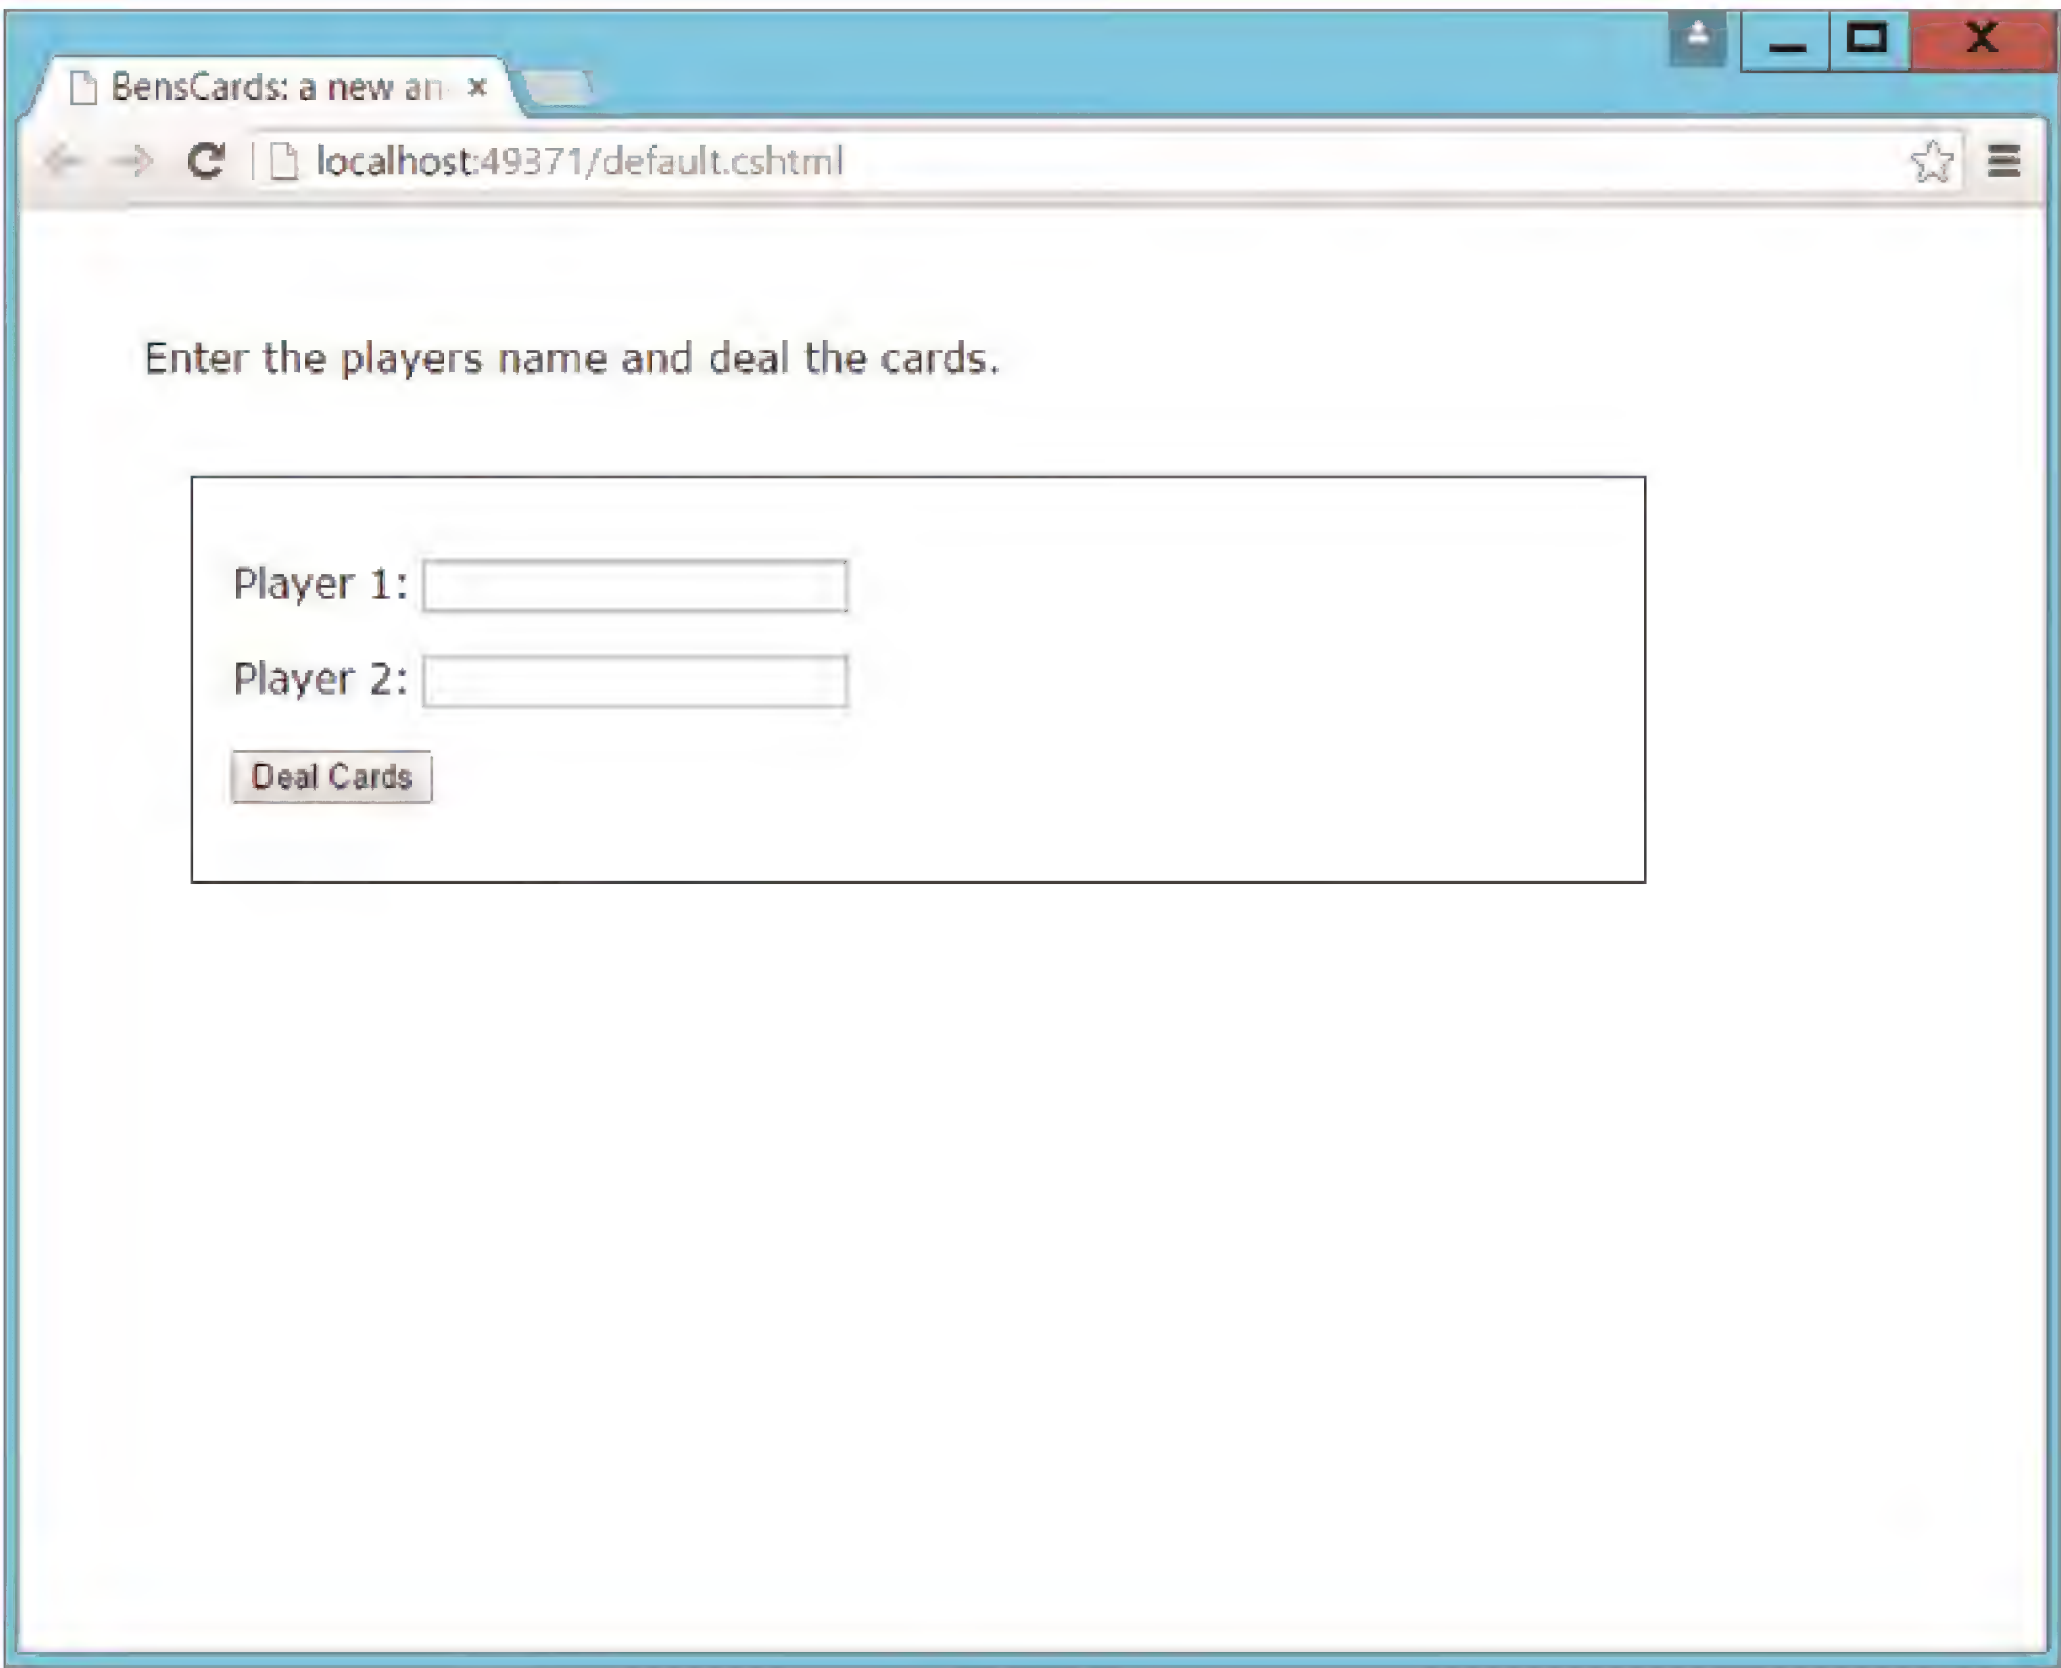 BensCards: a new an
localhost:49371/default.cshtml
Enter the players name and deal the cards.
Player 1:
Player 2:
Deal Cards